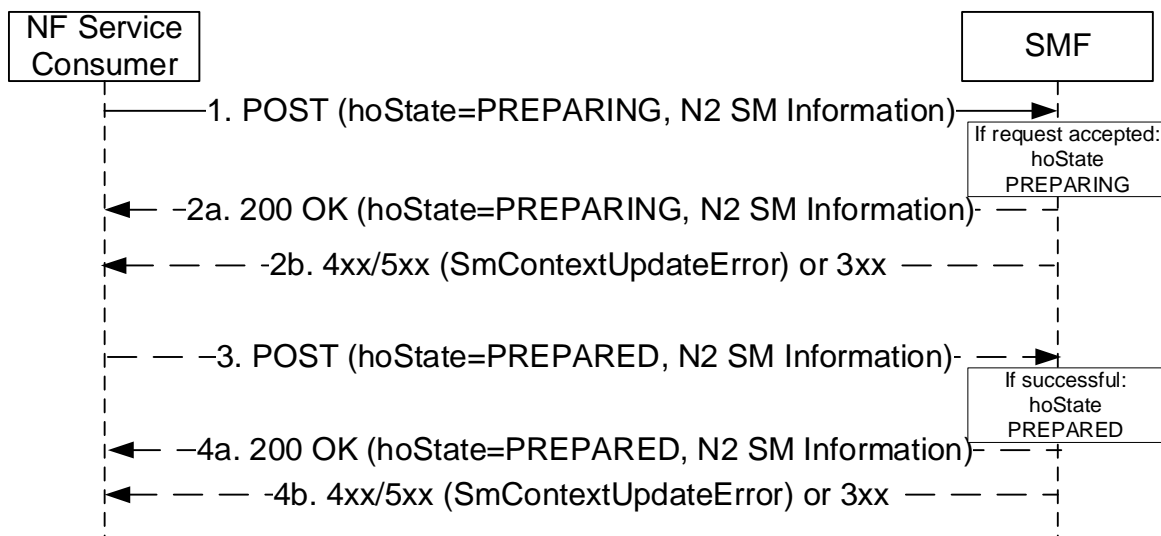 NF Service
Consumer
SMF
1. POST (hoState=PREPARING, N2 SM Information)
If request accepted:
hoState
PREPARING
2a. 200 OK (hoState=PREPARING, N2 SM Information)
2b. 4xx/5xx (SmContextUpdateError) or 3xx
3. POST (hoState=PREPARED, N2 SM Information)
If successful:
hoState
PREPARED
4a. 200 OK (hoState=PREPARED, N2 SM Information)
4b. 4xx/5xx (SmContextUpdateError) or 3xx